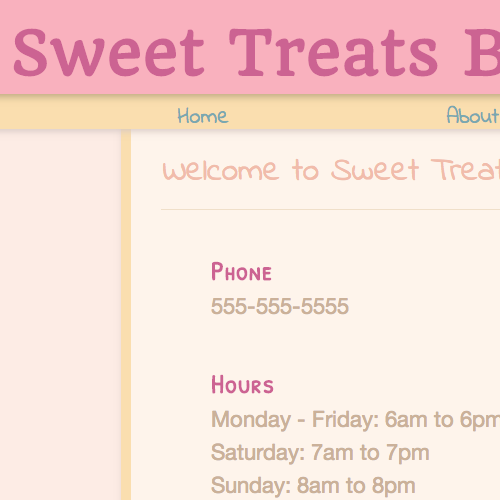 Sweet Treats B
Home About
Welcome to Sweet Treat
Phone
555-555-5555
Hours
Monday - Friday: 6am to 6pm
Saturday: 7am to 7pm
Sunday: 8am to 8pm